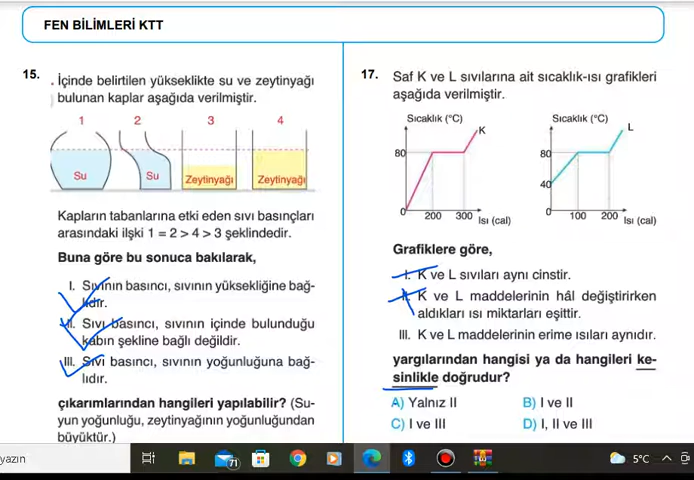 FEN BİLİMLERİ KTT
15.
. İçinde belirtilen yükseklikte su ve zeytinyağı
bulunan kaplar aşağıda verilmiştir.
1 2 3 4
Su Su Zeytinyağı Zeytinyağı
Kapların tabanlarına etki eden sıvı basınçları
arasındaki ilşki 1 = 2 > 4 > 3 şeklindedir.
Buna göre bu sonuca bakılarak,
I. Sıvının basıncı, sıvının yüksekliğine bağ-
lıdır.
II. Sıvı basıncı, sıvının içinde bulunduğu
kabın şekline bağlı değildir.
III. Sıvı basıncı, sıvının yoğunluğuna bağ-
lıdır.
çıkarımlarından hangileri yapılabilir? (Su-
yun yoğunluğu, zeytinyağının yoğunluğundan
büyüktür.)
17.
Saf K ve L sıvılarına ait sıcaklık-ısı grafikleri
aşağıda verilmiştir.
Sıcaklık (°C) Sıcaklık (°C)
K L
80 80
40
0 200 300 Isı (cal) 0 100 200 Isı (cal)
Grafiklere göre,
I. K ve L sıvıları aynı cinstir.
II. K ve L maddelerinin hâl değiştirirken
aldıkları ısı miktarları eşittir.
III. K ve L maddelerinin erime ısıları aynıdır.
yargılarından hangisi ya da hangileri ke-
sinlikle doğrudur?
A) Yalnız II B) I ve II
C) I ve III D) I, II ve III
yazın
71
5°C